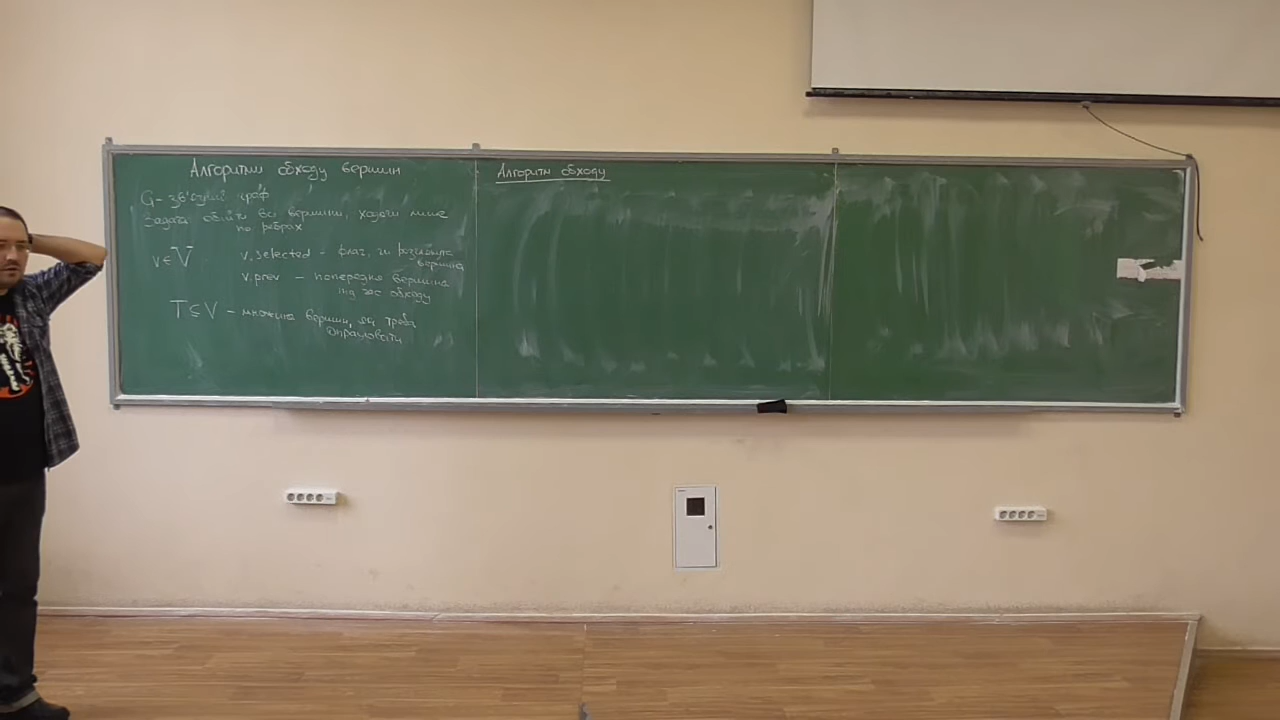 Алгоритми обходу вершин
G - зв'язний граф
Задача: обійти всі вершини, ходячи лише
по ребрах
v ∈ V
v.selected - флаг, чи розглянута
вершина
v.prev - попередня вершина
під час обходу
T ⊆ V - множина вершин, які треба
опрацювати
Алгоритм обходу